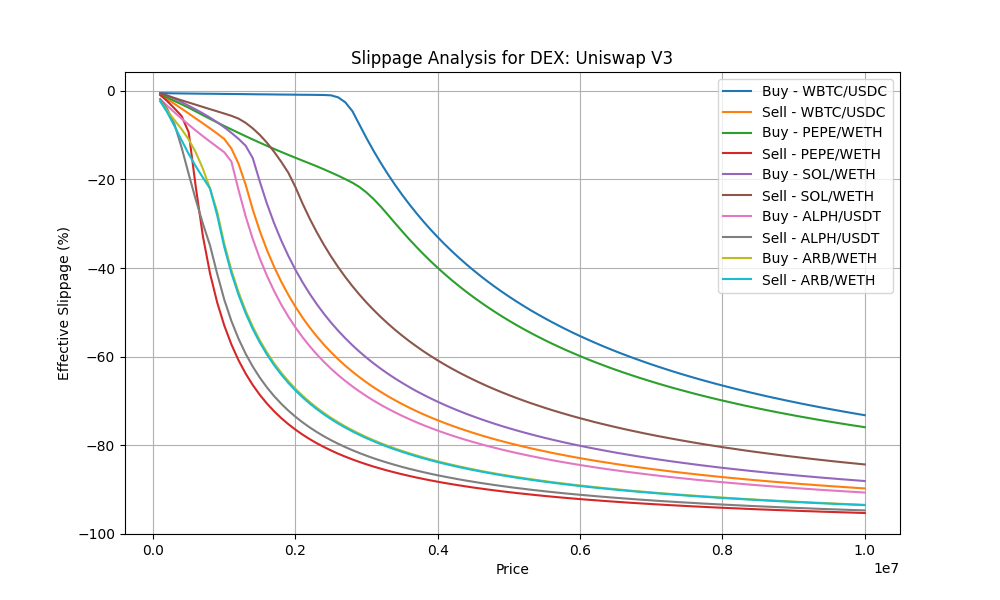 Slippage Analysis for DEX: Uniswap V3
Effective Slippage (%)
0
−20
−40
−60
−80
−100
Buy - WBTC/USDC
Sell - WBTC/USDC
Buy - PEPE/WETH
Sell - PEPE/WETH
Buy - SOL/WETH
Sell - SOL/WETH
Buy - ALPH/USDT
Sell - ALPH/USDT
Buy - ARB/WETH
Sell - ARB/WETH
0.0 0.2 0.4 0.6 0.8 1.0
1e7
Price